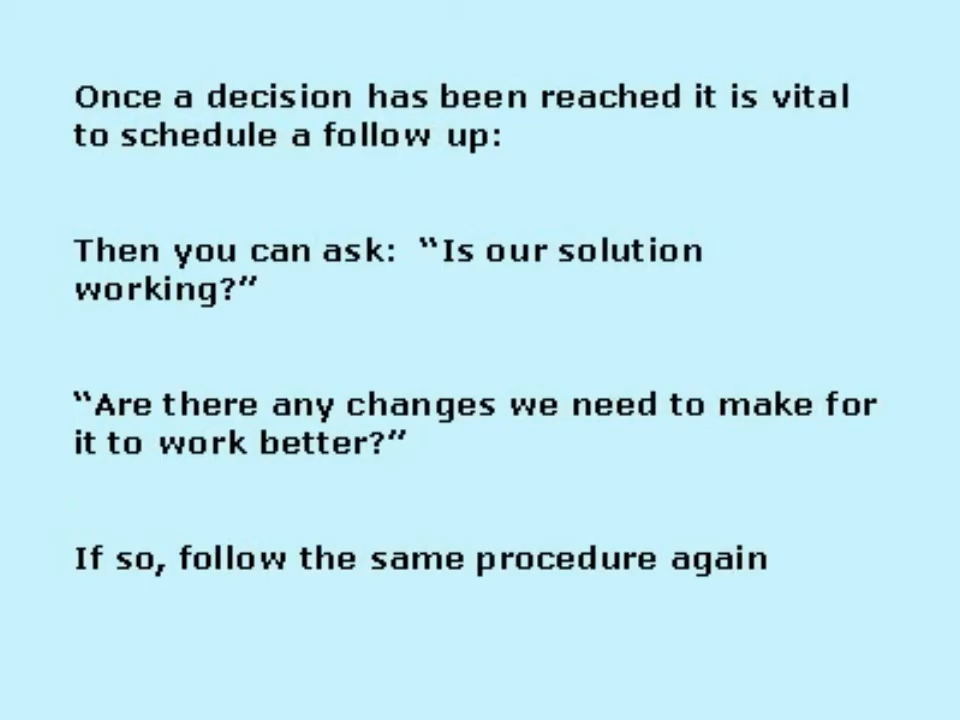 Once a decision has been reached it is vital
to schedule a follow up:
Then you can ask:  “Is our solution
working?”
“Are there any changes we need to make for
it to work better?”
If so, follow the same procedure again